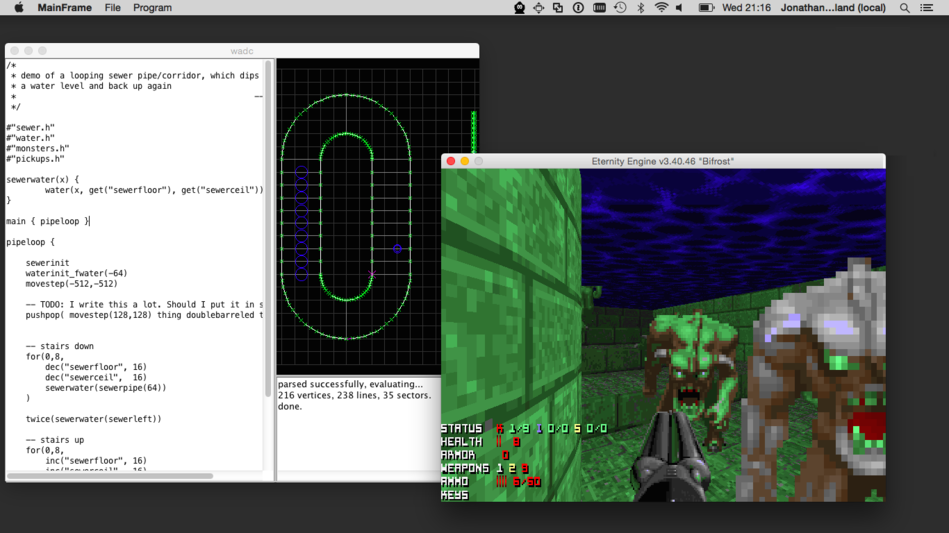 MainFrame File Program
Wed 21:16 Jonathan...land (local)
wadc
/*
* demo of a looping sewer pipe/corridor, which dips
* a water level and back up again
* --
*/
#"sewer.h"
#"water.h"
#"monsters.h"
#"pickups.h"
sewerwater(x) {
water(x, get("sewerfloor"), get("sewerceil"))
}
main { pipeloop }
pipeloop {
sewerinit
waterinit_fwater(-64)
movestep(-512,-512)
-- TODO: I write this a lot. Should I put it in s
pushpop( movestep(128,128) thing doublebarreled t
-- stairs down
for(0,8,
dec("sewerfloor", 16)
dec("sewerceil", 16)
sewerwater(sewerpipe(64))
)
twice(sewerwater(sewerleft))
-- stairs up
for(0,8,
inc("sewerfloor", 16)
inc("sewerceil", 16)
parsed successfully, evaluating...
216 vertices, 238 lines, 35 sectors.
done.
Eternity Engine v3.40.46 "Bifrost"
STATUS K 1/9 I 0/0 S 0/0
HEALTH 9
ARMOR 0
WEAPONS 1 2 9
AMMO 8/80
KEYS